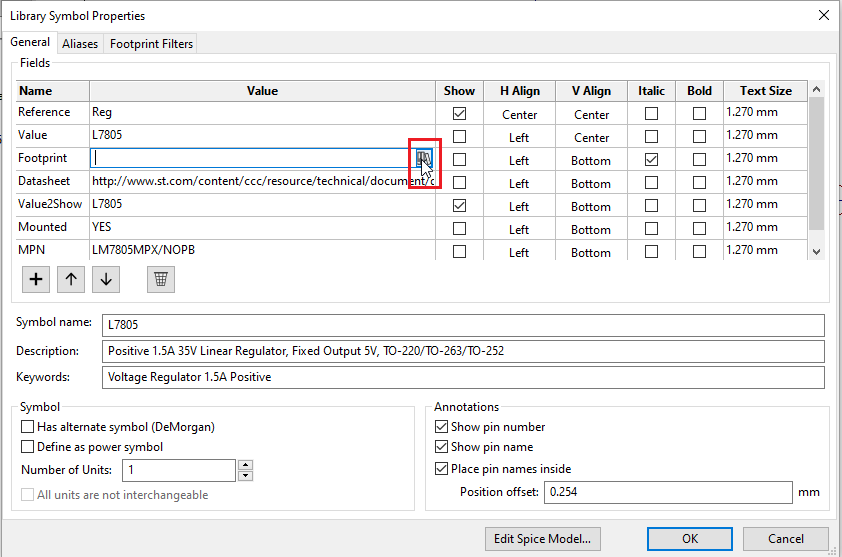 Library Symbol Properties
General Aliases Footprint Filters
Fields
Name Value Show H Align V Align Italic Bold Text Size
Reference Reg Center Center 1.270 mm
Value L7805 Left Center 1.270 mm
Footprint Left Bottom 1.270 mm
Datasheet http://www.st.com/content/ccc/resource/technical/document/ Left Bottom 1.270 mm
Value2Show L7805 Left Bottom 1.270 mm
Mounted YES Left Bottom 1.270 mm
MPN LM7805MPX/NOPB Left Bottom 1.270 mm
Symbol name: L7805
Description: Positive 1.5A 35V Linear Regulator, Fixed Output 5V, TO-220/TO-263/TO-252
Keywords: Voltage Regulator 1.5A Positive
Symbol Annotations
Has alternate symbol (DeMorgan) Show pin number
Define as power symbol Show pin name
Number of Units: 1 Place pin names inside
All units are not interchangeable Position offset: 0.254 mm
Edit Spice Model... OK Cancel